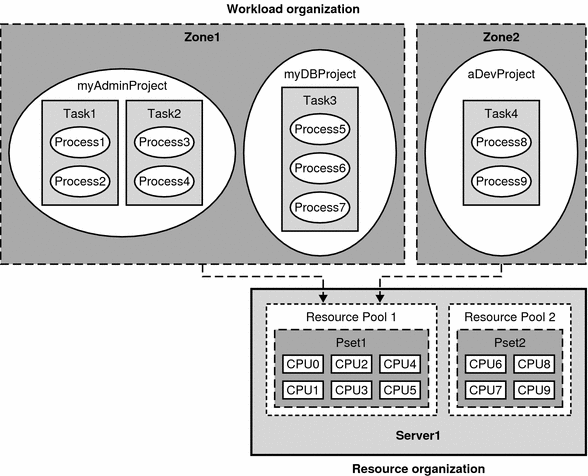 Workload organization
Zone1
Zone2
myAdminProject
myDBProject
aDevProject
Task1
Task2
Task3
Task4
Process1
Process3
Process5
Process8
Process2
Process4
Process6
Process9
Process7
Resource Pool 1
Resource Pool 2
Pset1
Pset2
CPU0
CPU2
CPU4
CPU6
CPU8
CPU1
CPU3
CPU5
CPU7
CPU9
Server1
Resource organization